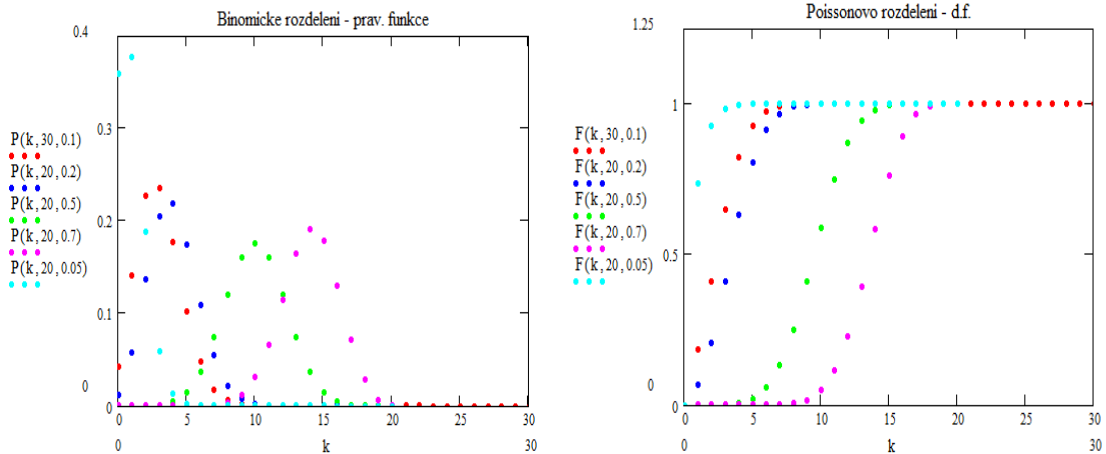 Binomicke rozdeleni - prav. funkce
0.4
0.3
0.2
0.1
0
0
P(k,30,0.1)
P(k,20,0.2)
P(k,20,0.5)
P(k,20,0.7)
P(k,20,0.05)
0 5 10 15 20 25 30
0 k 30
Poissonovo rozdeleni - d.f.
1.25
1
0.5
0
0
F(k,30,0.1)
F(k,20,0.2)
F(k,20,0.5)
F(k,20,0.7)
F(k,20,0.05)
0 5 10 15 20 25 30
0 k 30